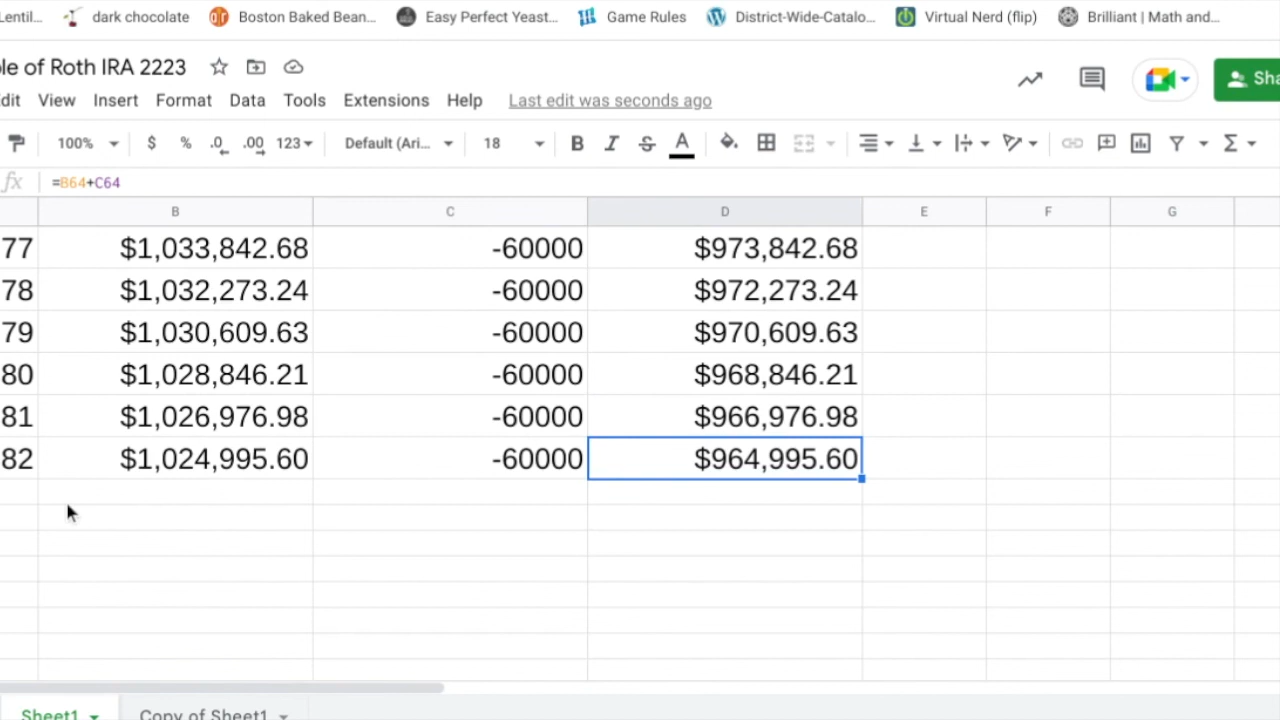 Lentil... dark chocolate Boston Baked Bean... Easy Perfect Yeast... Game Rules District-Wide-Catalo... Virtual Nerd (flip) Brilliant | Math and...
le of Roth IRA 2223
Sha
dit View Insert Format Data Tools Extensions Help Last edit was seconds ago
100% $ % .0 .00 123 Default (Ari... 18 B I S A Σ
fx =B64+C64
B C D E F G
77 $1,033,842.68 -60000 $973,842.68
78 $1,032,273.24 -60000 $972,273.24
79 $1,030,609.63 -60000 $970,609.63
80 $1,028,846.21 -60000 $968,846.21
81 $1,026,976.98 -60000 $966,976.98
82 $1,024,995.60 -60000 $964,995.60
Sheet1 Copy of Sheet1